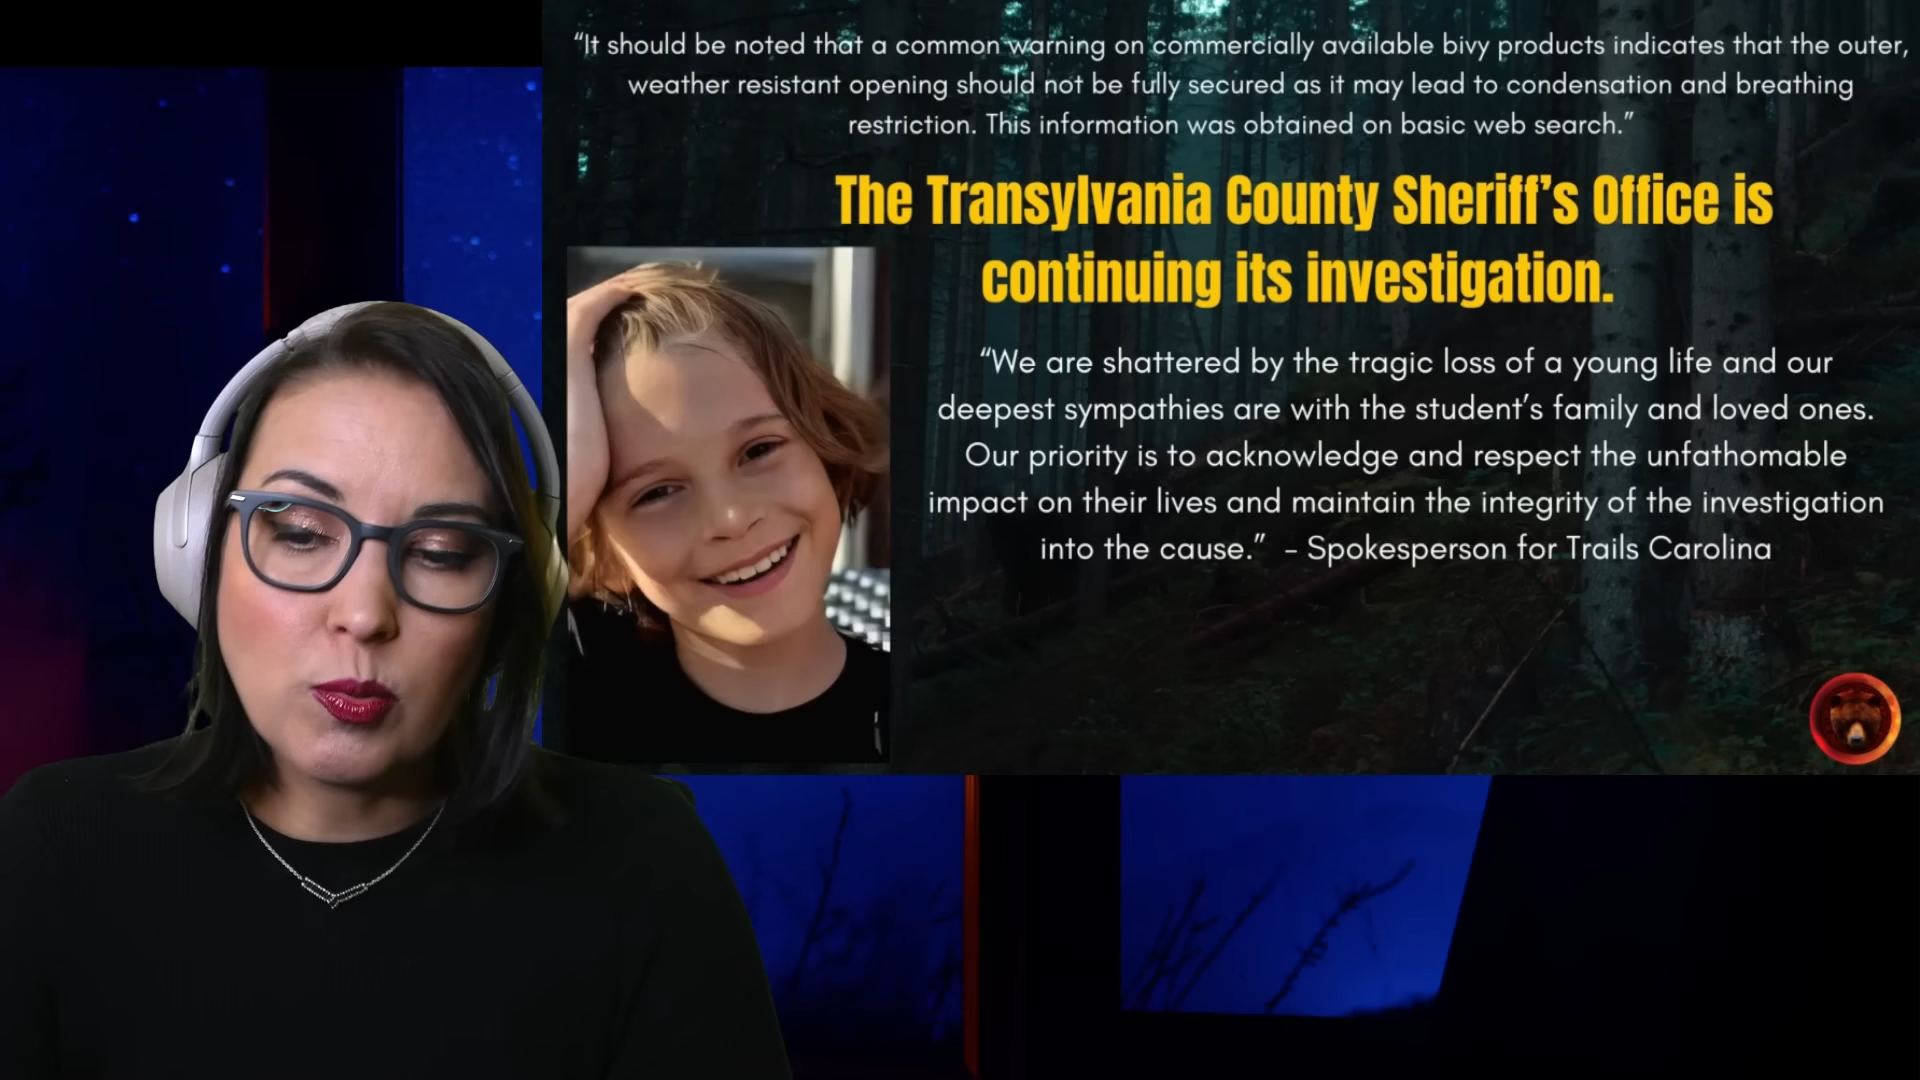 “It should be noted that a common warning on commercially available bivy products indicates that the outer,
weather resistant opening should not be fully secured as it may lead to condensation and breathing
restriction. This information was obtained on basic web search.”
The Transylvania County Sheriff’s Office is
continuing its investigation.
“We are shattered by the tragic loss of a young life and our
deepest sympathies are with the student’s family and loved ones.
Our priority is to acknowledge and respect the unfathomable
impact on their lives and maintain the integrity of the investigation
into the cause.” - Spokesperson for Trails Carolina